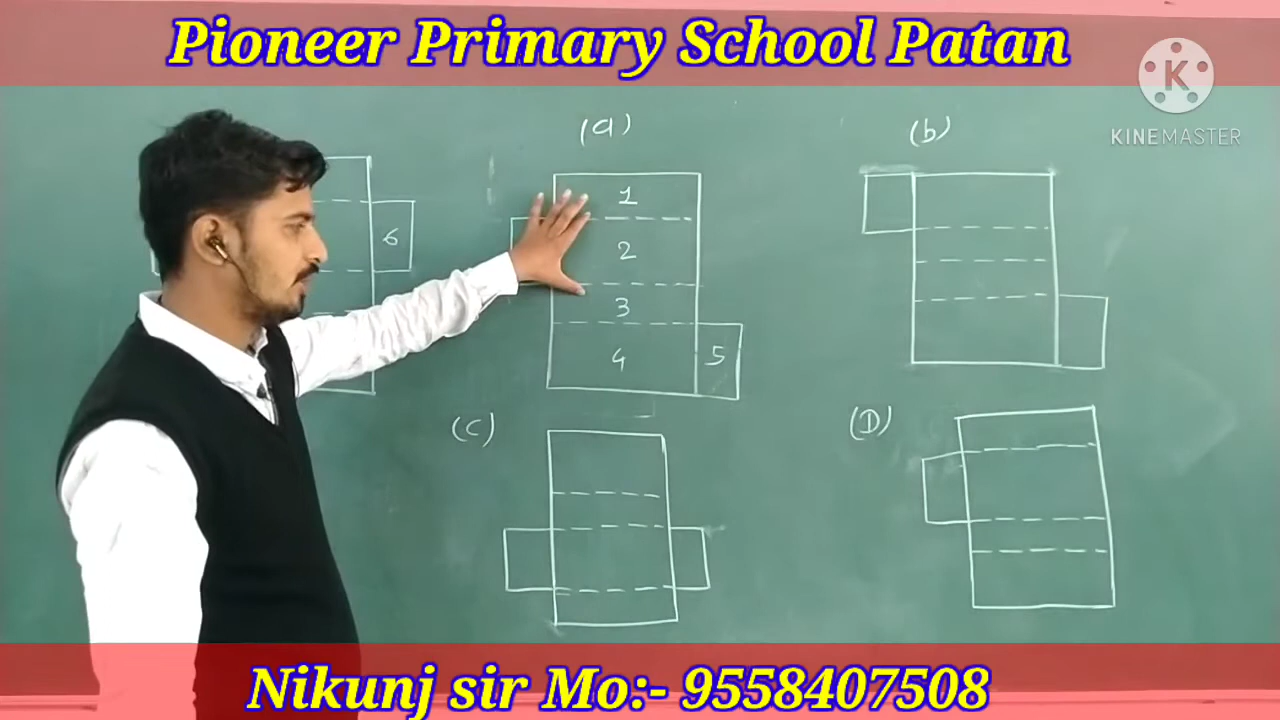 Pioneer Primary School Patan
K
KINEMASTER
(a)
(b)
1
6
2
3
4
5
(C)
(D)
Nikunj sir Mo:- 9558407508